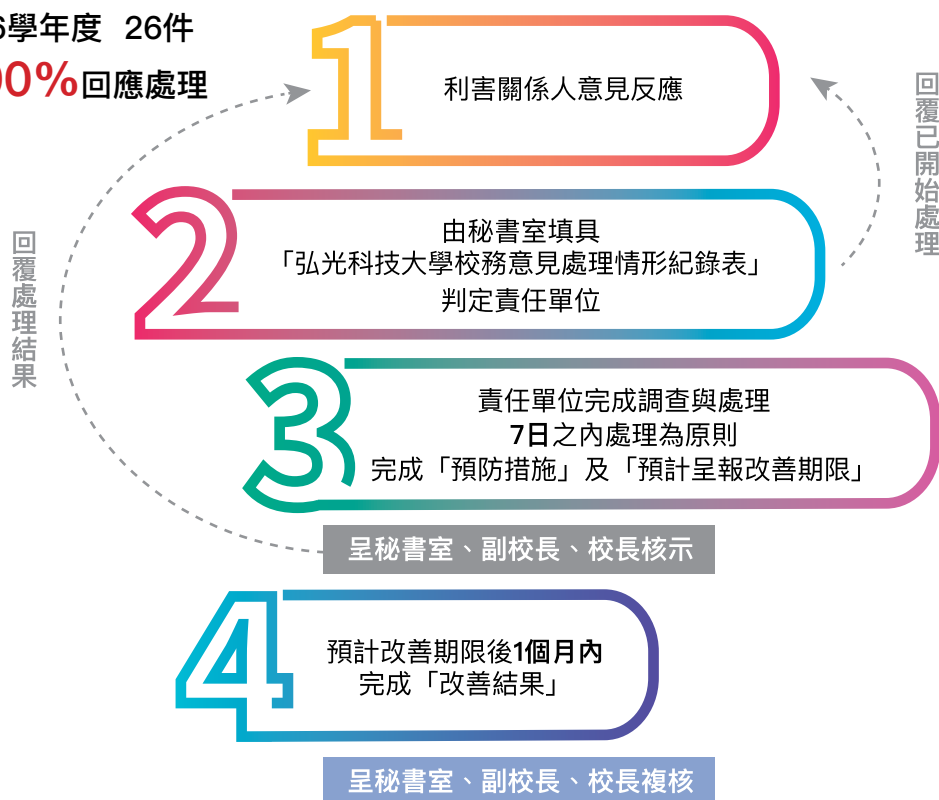 6學年度 26件
00%回應處理
1
利害關係人意見反應
回覆已開始處理
2
由秘書室填具
「弘光科技大學校務意見處理情形紀錄表」
判定責任單位
回覆處理結果
3
責任單位完成調查與處理
7日之內處理為原則
完成「預防措施」及「預計呈報改善期限」
呈秘書室、副校長、校長核示
4
預計改善期限後1個月內
完成「改善結果」
呈秘書室、副校長、校長複核